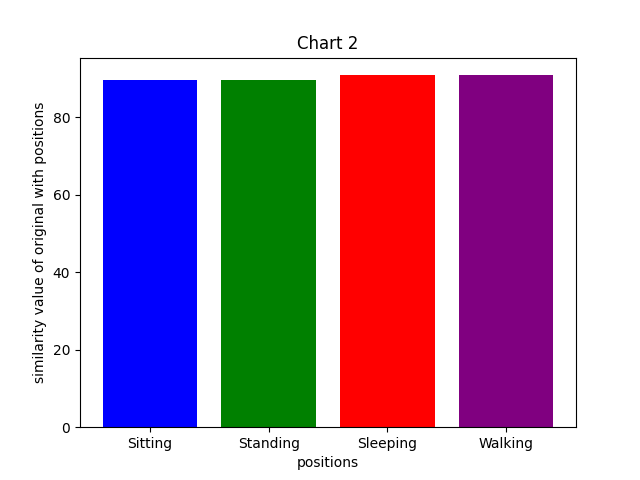 Chart 2
similarity value of original with positions
80
60
40
20
0
Sitting Standing Sleeping Walking
positions